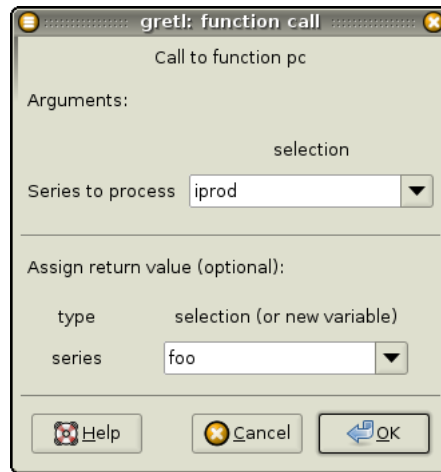 gretl: function call
Call to function pc
Arguments:
selection
Series to process iprod
Assign return value (optional):
type selection (or new variable)
series foo
Help Cancel OK